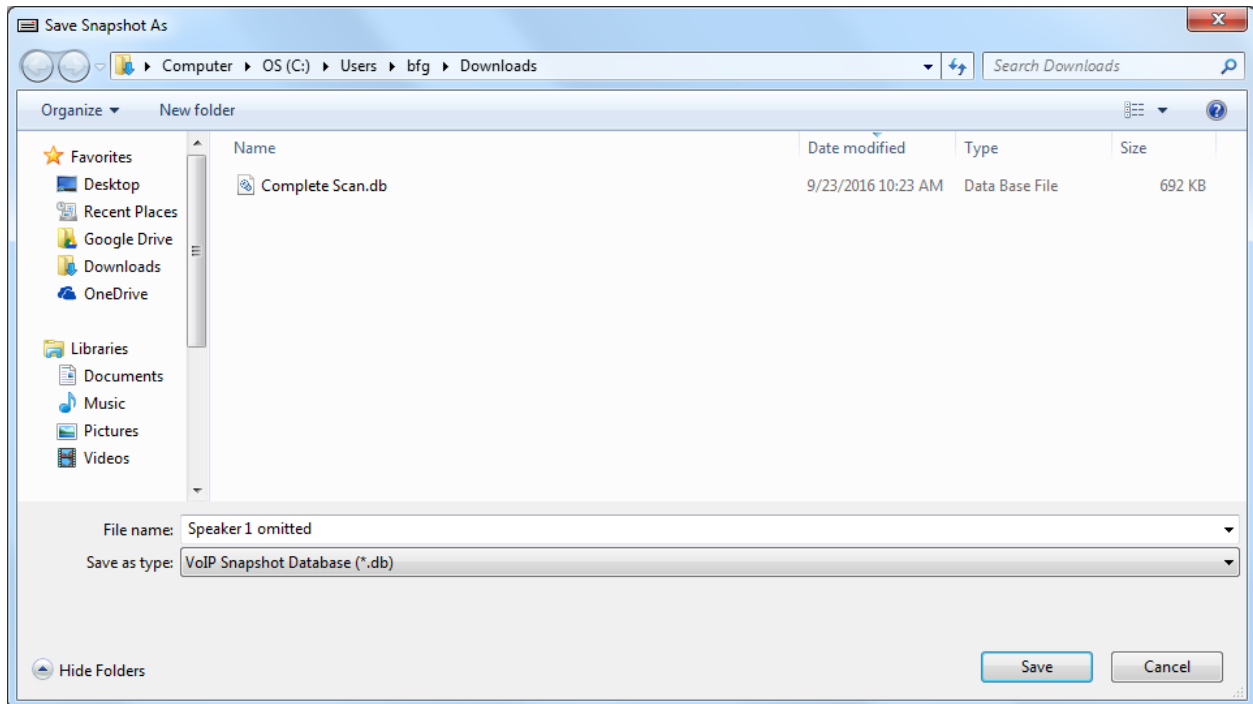 Save Snapshot As
Computer OS (C:) Users bfg Downloads
Search Downloads
Organize New folder
Name Date modified Type Size
Favorites
Desktop
Recent Places
Google Drive
Downloads
OneDrive
Libraries
Documents
Music
Pictures
Videos
Complete Scan.db 9/23/2016 10:23 AM Data Base File 692 KB
File name: Speaker 1 omitted
Save as type: VoIP Snapshot Database (*.db)
Hide Folders Save Cancel